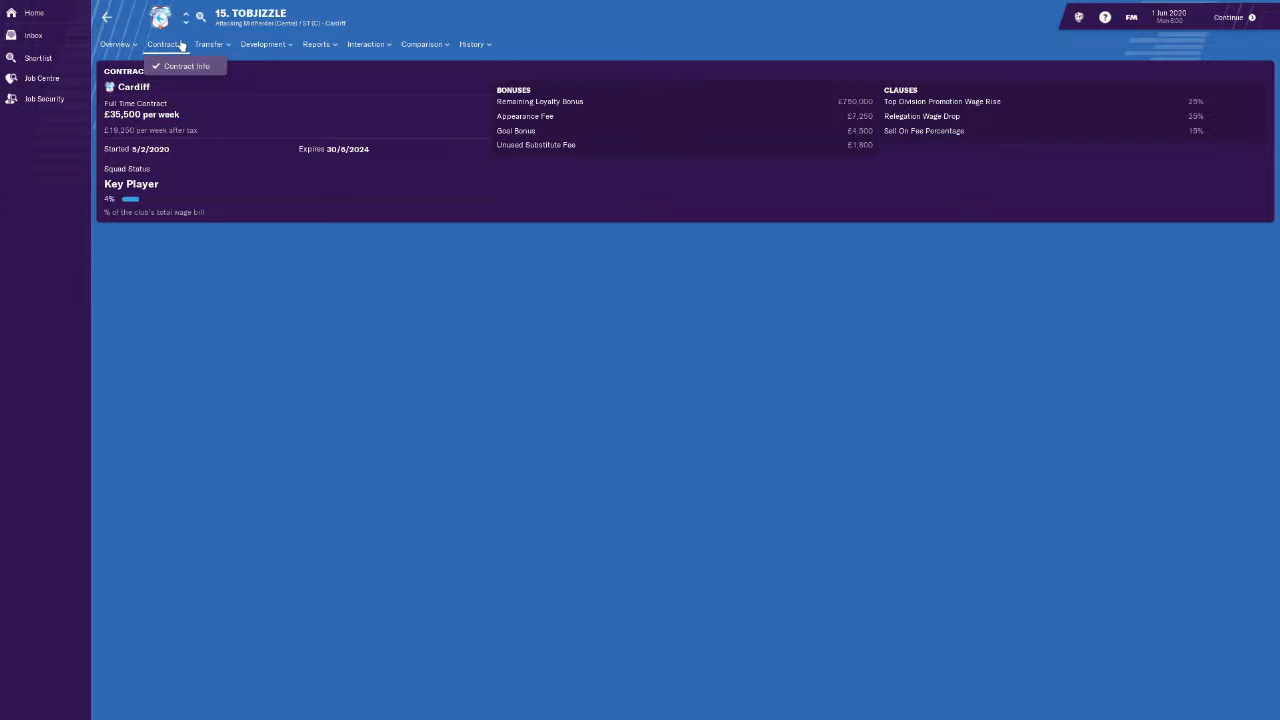 Home
Inbox
Shortlist
Job Centre
Job Security
15. TOBJIZZLE
Attacking Midfielder (Centre) / ST (C) - Cardiff
? FM
1 Jun 2020
Mon 8:00
Continue
Overview Contract Transfer Development Reports Interaction Comparison History
Contract Info
CONTRAC
Cardiff
Full Time Contract
£35,500 per week
£19,250 per week after tax
Started 5/2/2020 Expires 30/6/2024
Squad Status
Key Player
4%
% of the club's total wage bill
BONUSES
Remaining Loyalty Bonus £750,000
Appearance Fee £7,250
Goal Bonus £4,500
Unused Substitute Fee £1,800
CLAUSES
Top Division Promotion Wage Rise 25%
Relegation Wage Drop 25%
Sell On Fee Percentage 15%